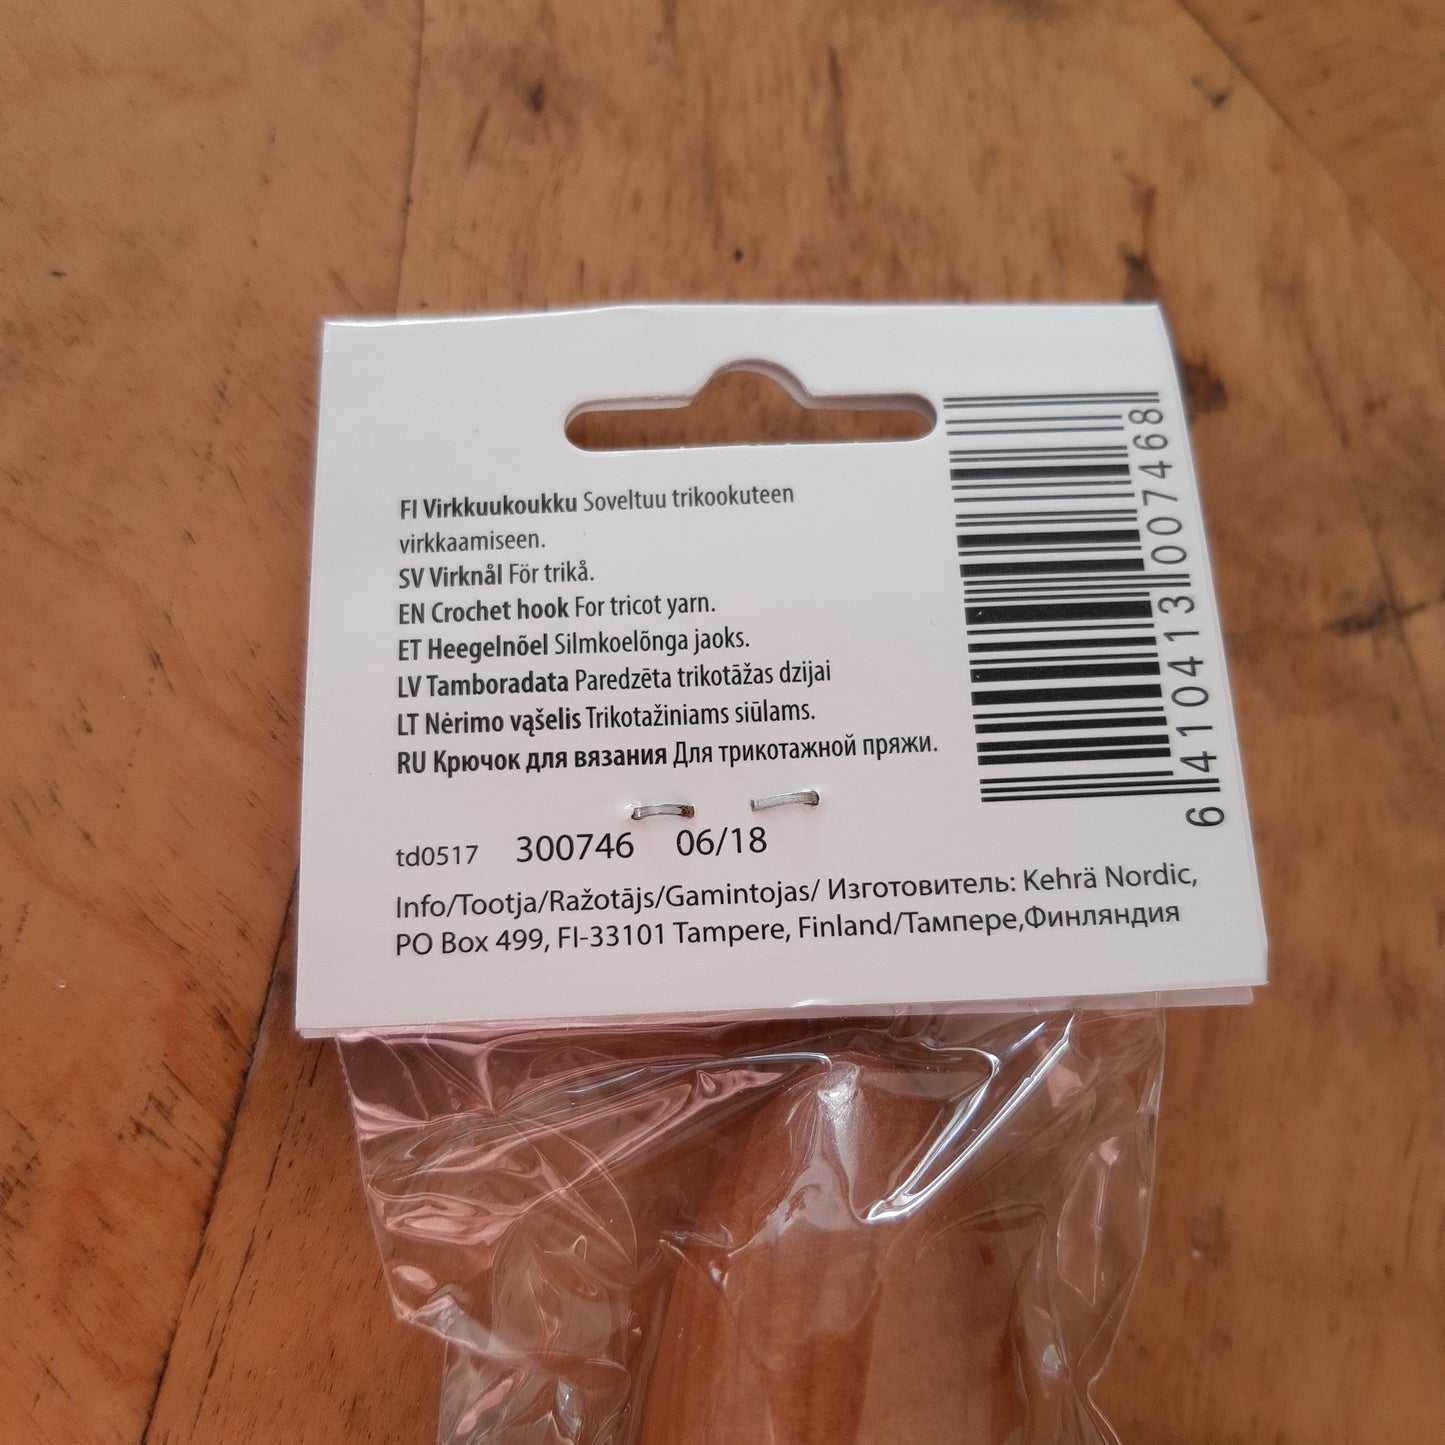 FI Virkkuukoukku Soveltuu trikookuteen
virkkaamiseen.
SV Virknål För trikå.
EN Crochet hook For tricot yarn.
ET Heegelnõel Silmkoelõnga jaoks.
LV Tamboradata Paredzēta trikotāžas dzijai
LT Nėrimo vąšelis Trikotažiniams siūlams.
RU Крючок для вязания Для трикотажной пряжи.
td0517 300746 06/18
Info/Tootja/Ražotājs/Gamintojas/ Изготовитель: Kehrä Nordic,
PO Box 499, FI-33101 Tampere, Finland/Тампере,Финляндия
6 410413 007468